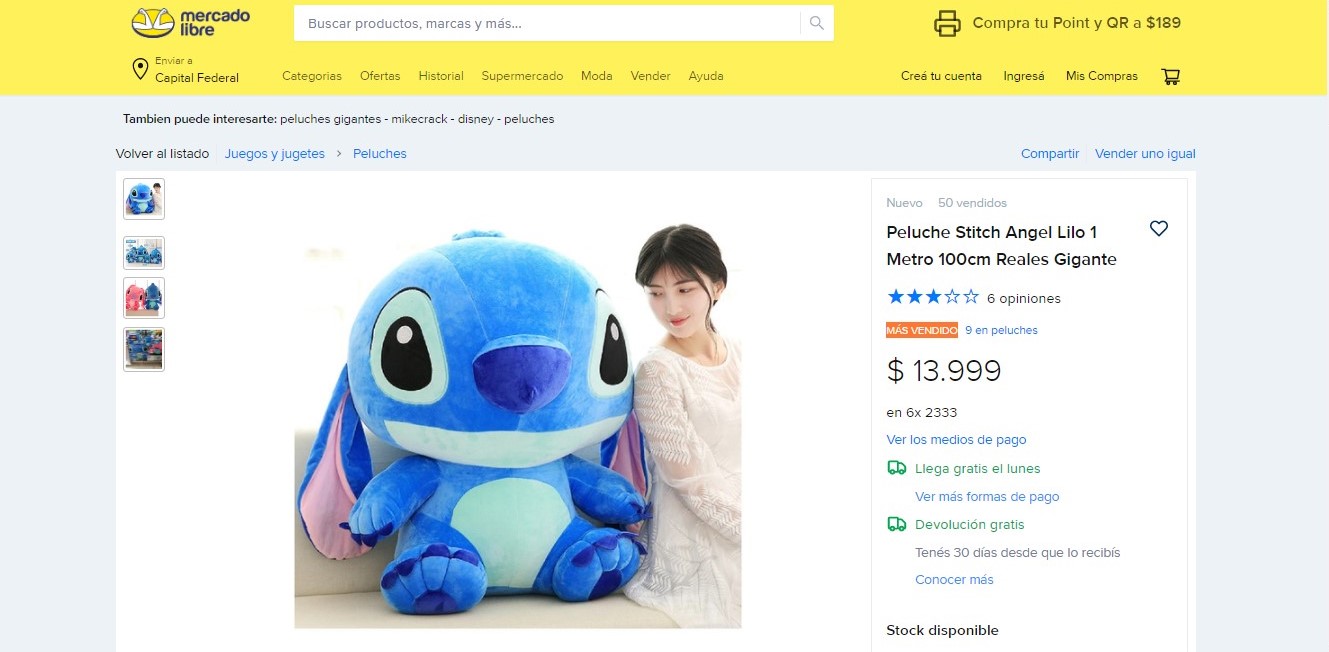 mercado
libre
Buscar productos, marcas y más...
Compra tu Point y QR a $189
Enviar a
Capital Federal
Categorias Ofertas Historial Supermercado Moda Vender Ayuda
Creá tu cuenta Ingresá Mis Compras
Tambien puede interesarte: peluches gigantes - mikecrack - disney - peluches
Volver al listado Juegos y jugetes > Peluches
Compartir Vender uno igual
Nuevo 50 vendidos
Peluche Stitch Angel Lilo 1
Metro 100cm Reales Gigante
6 opiniones
MÁS VENDIDO 9 en peluches
$ 13.999
en 6x 2333
Ver los medios de pago
Llega gratis el lunes
Ver más formas de pago
Devolución gratis
Tenés 30 días desde que lo recibís
Conocer más
Stock disponible